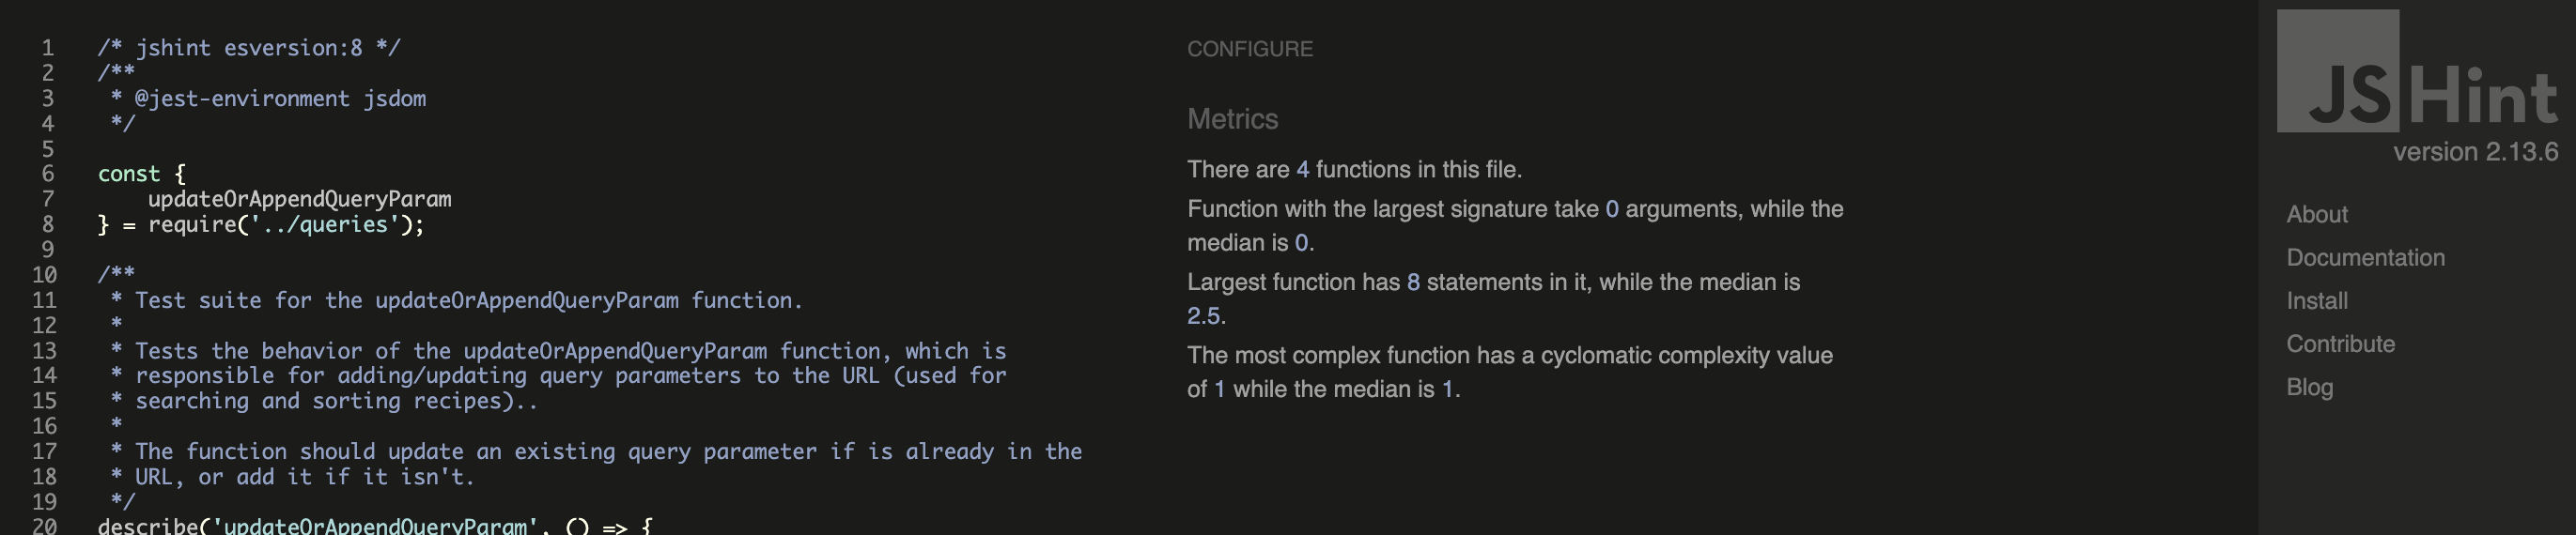 1 /* jshint esversion:8 */
2 /**
3  * @jest-environment jsdom
4  */
5
6 const {
7     updateOrAppendQueryParam
8 } = require('../queries');
9
10 /**
11  * Test suite for the updateOrAppendQueryParam function.
12  *
13  * Tests the behavior of the updateOrAppendQueryParam function, which is
14  * responsible for adding/updating query parameters to the URL (used for
15  * searching and sorting recipes)..
16  *
17  * The function should update an existing query parameter if is already in the
18  * URL, or add it if it isn't.
19  */
20 describe('updateOrAppendQueryParam', () => {
CONFIGURE
Metrics
There are 4 functions in this file.
Function with the largest signature take 0 arguments, while the
median is 0.
Largest function has 8 statements in it, while the median is
2.5.
The most complex function has a cyclomatic complexity value
of 1 while the median is 1.
JSHint
version 2.13.6
About
Documentation
Install
Contribute
Blog